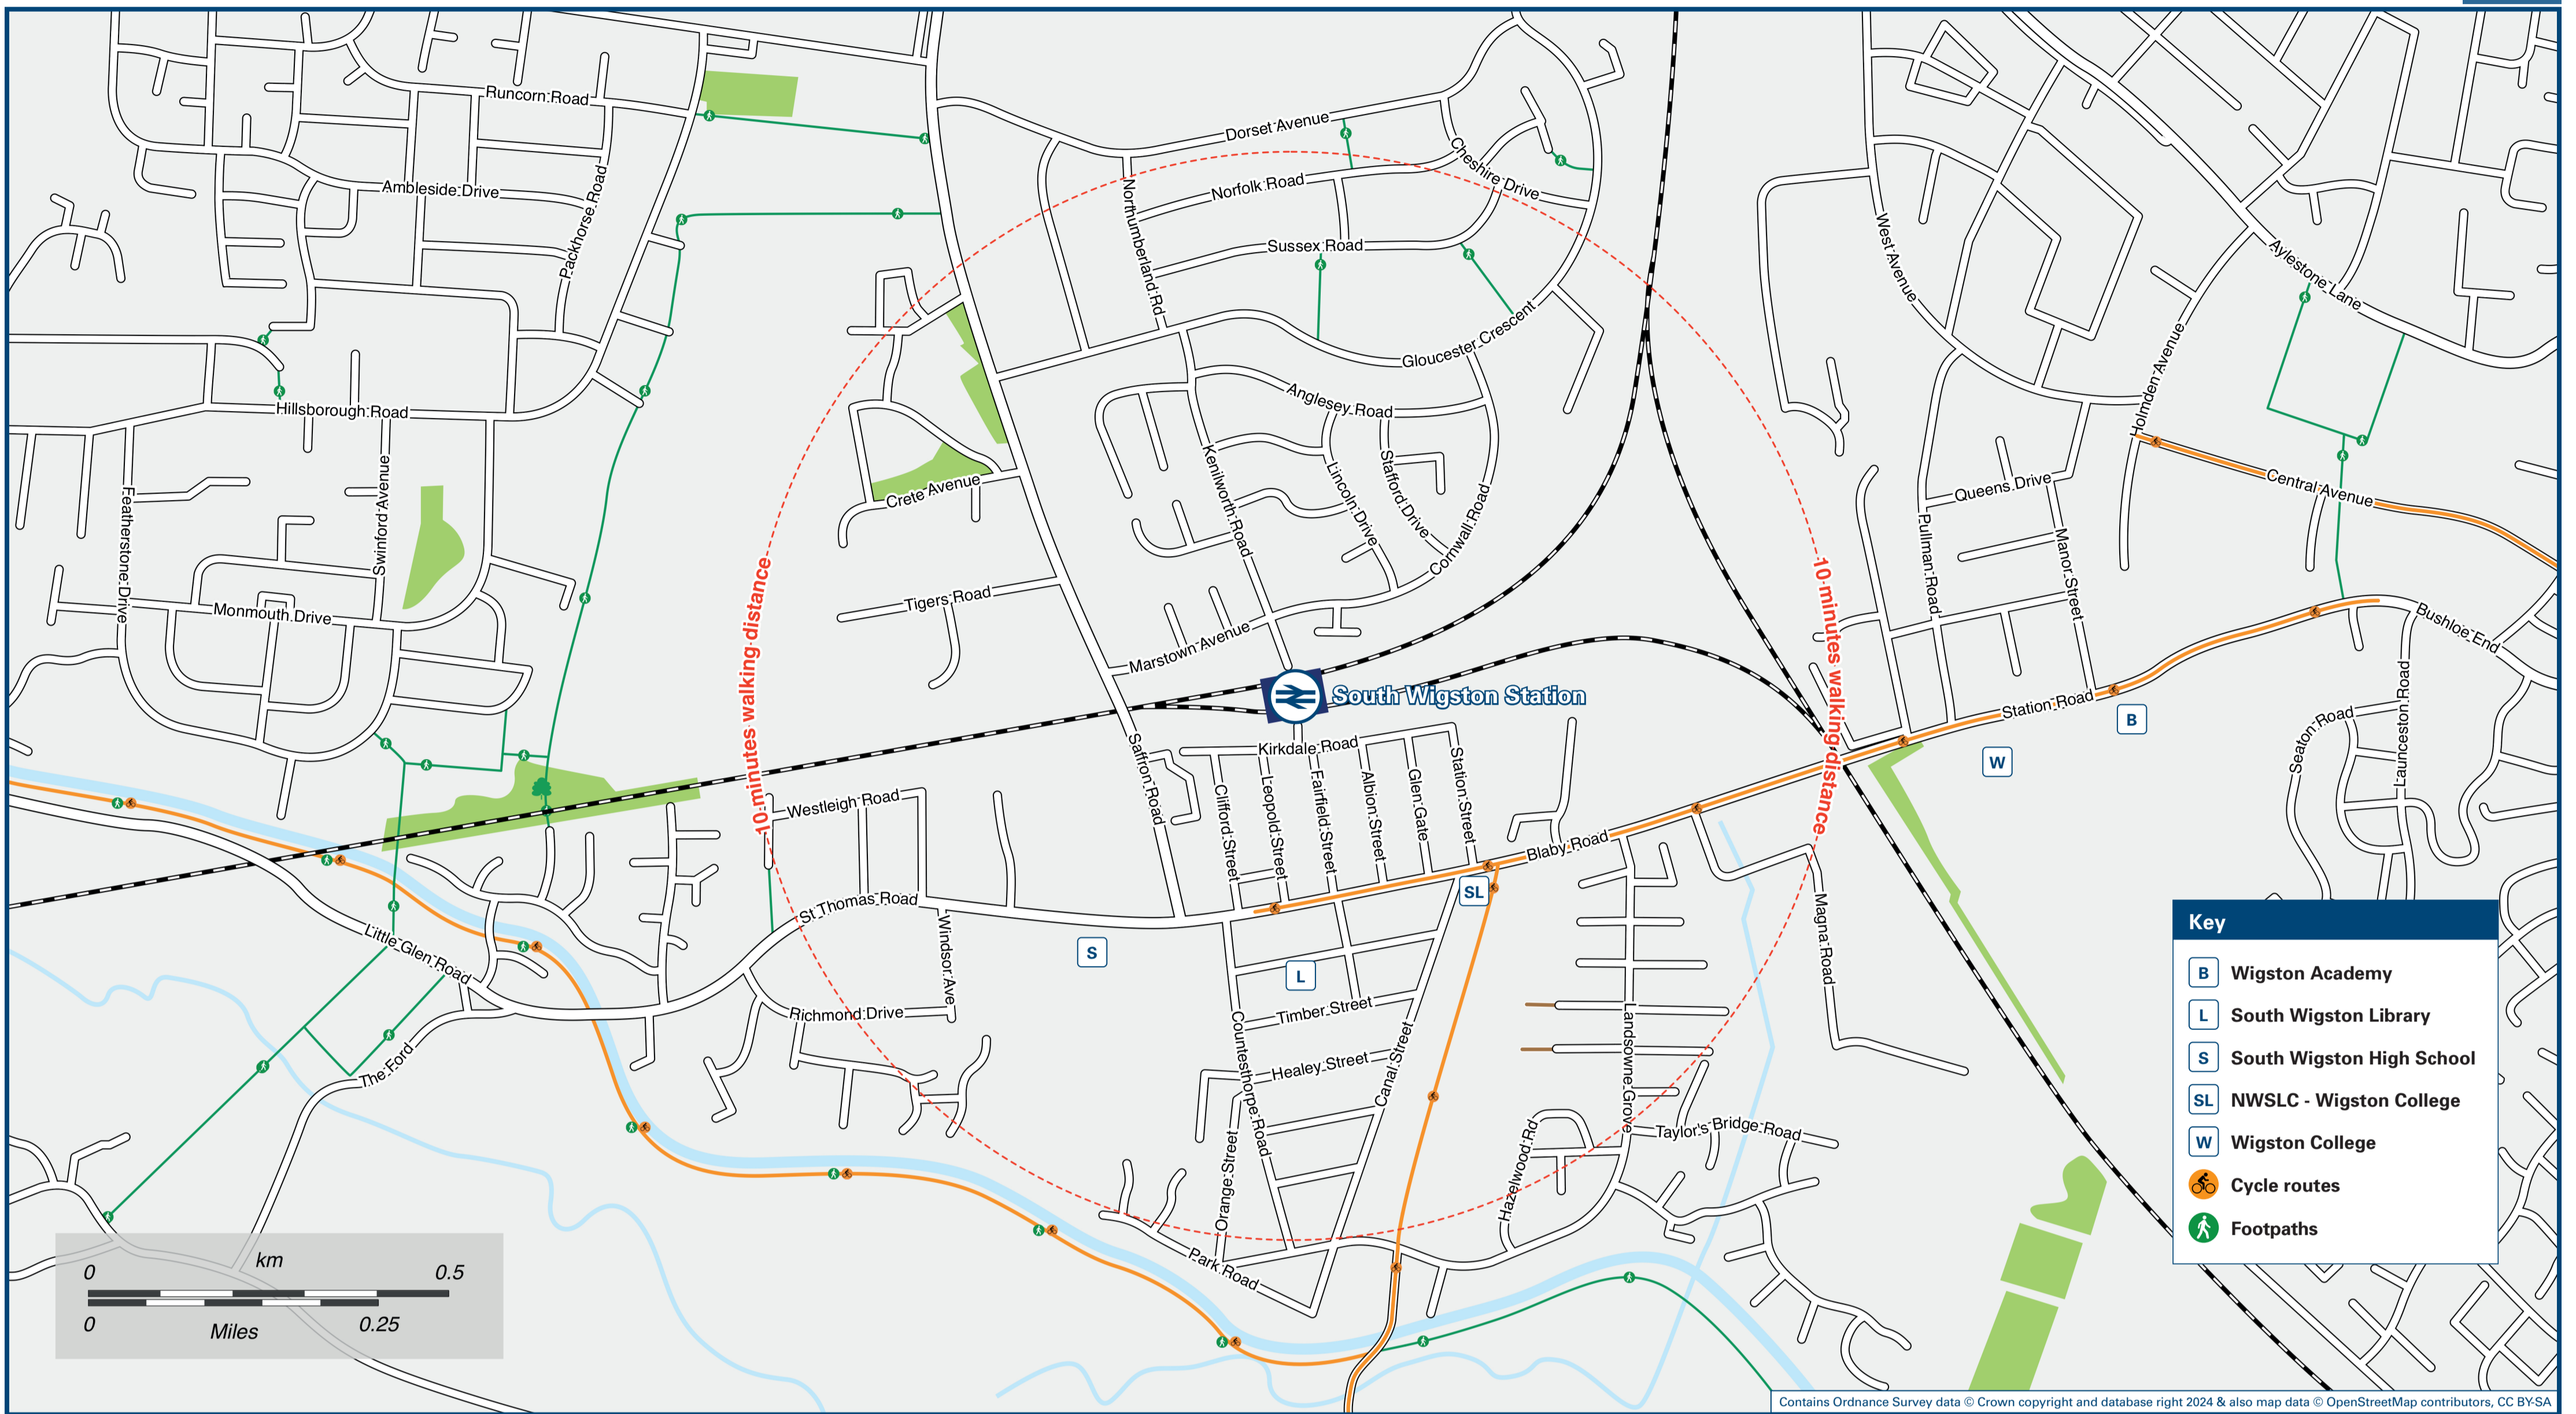 Runcorn Road
Dorset Avenue
Cheshire Drive
Ambleside Drive
Norfolk Road
Packhorse Road
Northumberland Rd
Sussex Road
West Avenue
Aylestone Lane
Gloucester Crescent
Holmden Avenue
Hillsborough Road
Anglesey Road
Featherstone Drive
Swinford Avenue
Crete Avenue
Kenilworth Road
Lincoln Drive
Stafford Drive
Cornwall Road
Queens Drive
Central Avenue
Pullman Road
Manor Street
Monmouth Drive
Tigers Road
10 minutes walking distance
10 minutes walking distance
Marstown Avenue
Bushloe End
South Wigston Station
Station Road
B
Seaton Road
Launceston Road
W
Saffron Road
Kirkdale Road
Clifford Street
Leopold Street
Fairfield Street
Albion Street
Glen Gate
Station Street
Westleigh Road
Blaby Road
SL
St Thomas Road
Windsor Ave
Magna Road
Little Glen Road
S
L
Timber Street
Richmond Drive
Countesthorpe Road
Healey Street
Canal Street
Landsowne Grove
The Ford
Orange Street
Hazelwood Rd
Taylor's Bridge Road
Park Road
Key
B Wigston Academy
L South Wigston Library
S South Wigston High School
SL NWSLC - Wigston College
W Wigston College
Cycle routes
Footpaths
km
0 0.5
0 0.25
Miles
Contains Ordnance Survey data © Crown copyright and database right 2024 & also map data © OpenStreetMap contributors, CC BY-SA